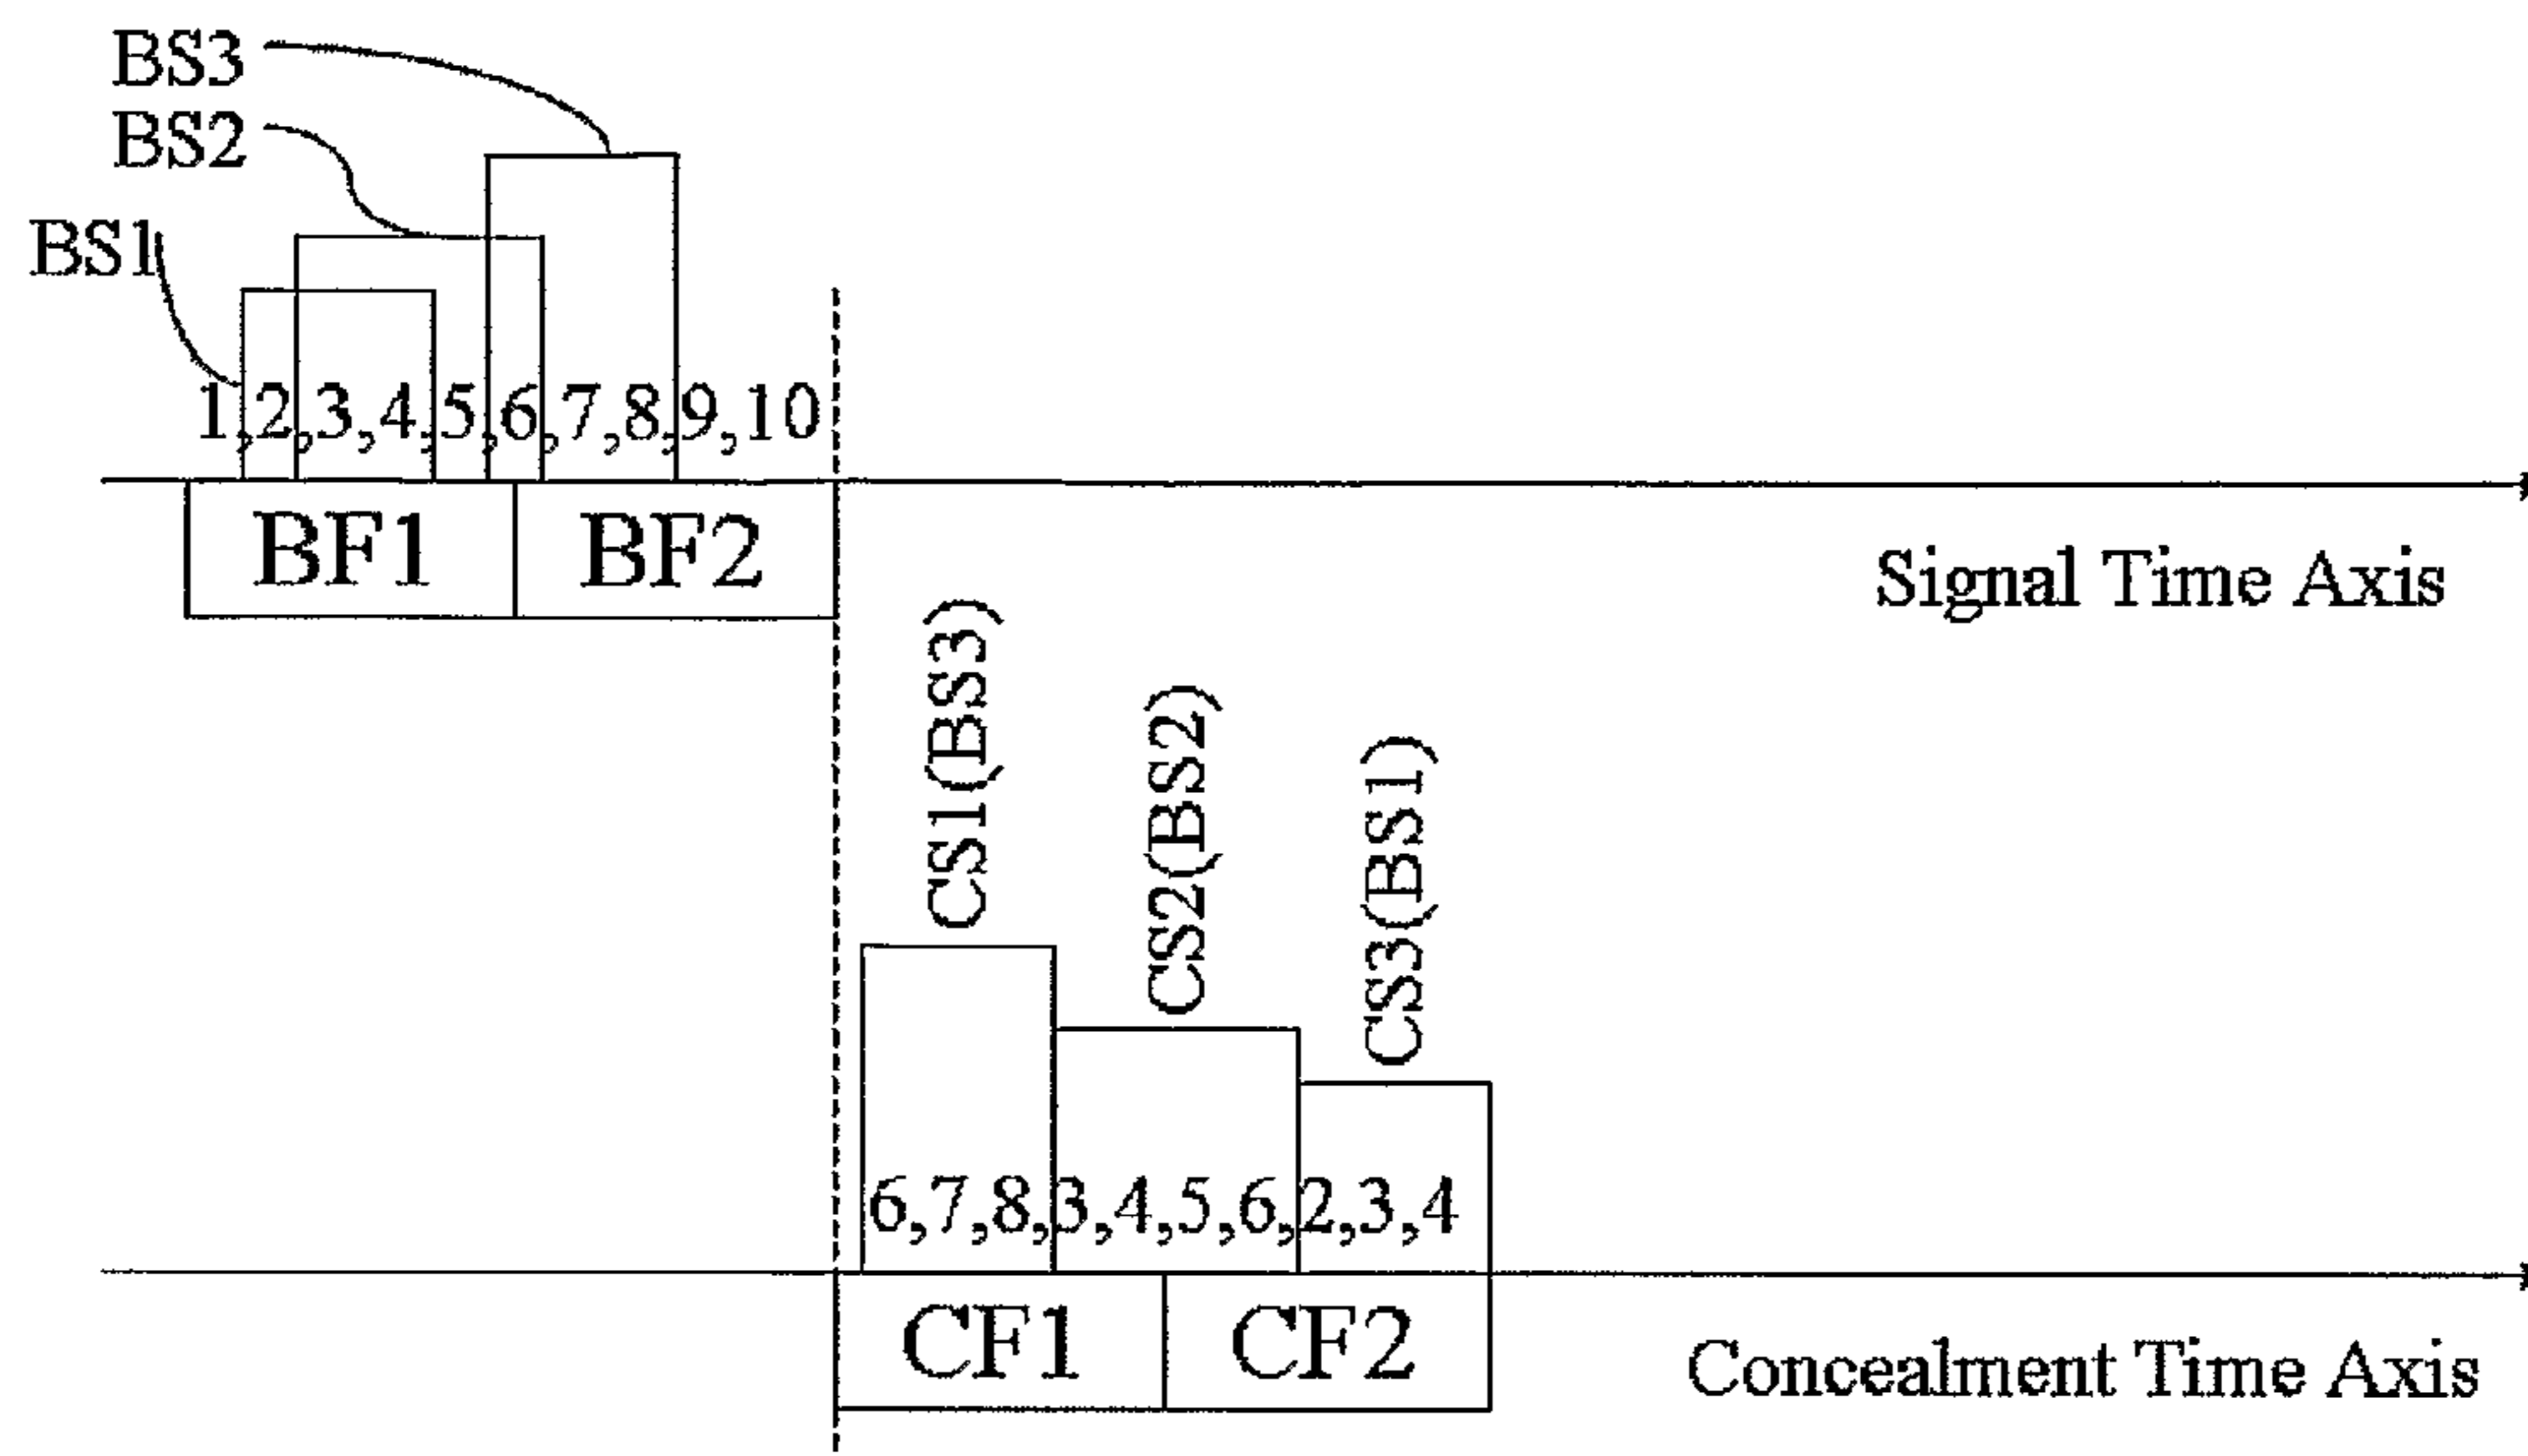 BS3
BS2
BS1
1,2,3,4,5,6,7,8,9,10
BF1 BF2
Signal Time Axis
CS1(BS3)
CS2(BS2)
CS3(BS1)
6,7,8,3,4,5,6,2,3,4
CF1 CF2
Concealment Time Axis